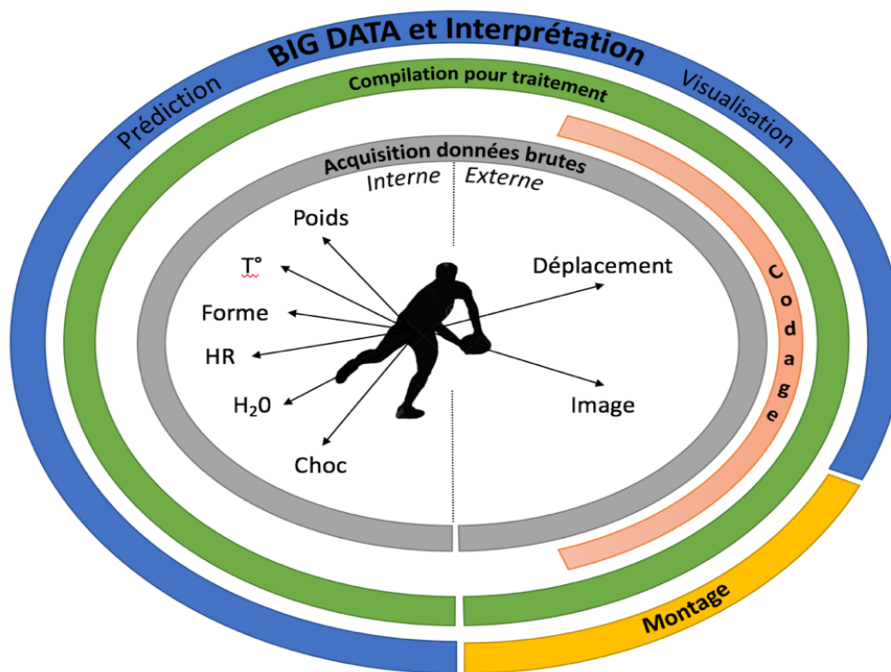 BIG DATA et Interprétation
Prédiction
Visualisation
Compilation pour traitement
Acquisition données brutes
Interne
Externe
Poids
T°
Forme
HR
H₂0
Choc
Déplacement
Image
Codage
Montage